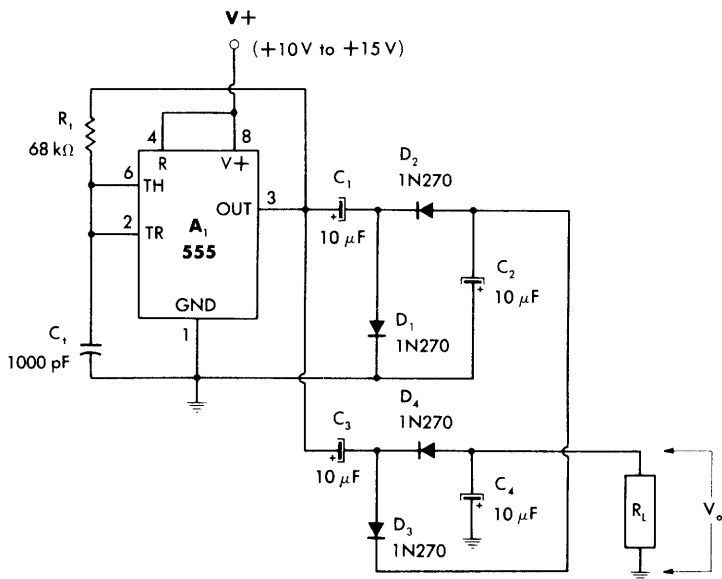 V+
(+10V to +15V)
R₁
68 kΩ
4
8
R
V+
6
TH
2
TR
3
OUT
A₁
555
GND
1
Cₜ
1000 pF
C₁
+
10 μF
D₂
1N270
C₂
+
10 μF
D₁
1N270
D₄
1N270
C₃
+
10 μF
C₄
+
10 μF
D₃
1N270
R_L
Vₒ